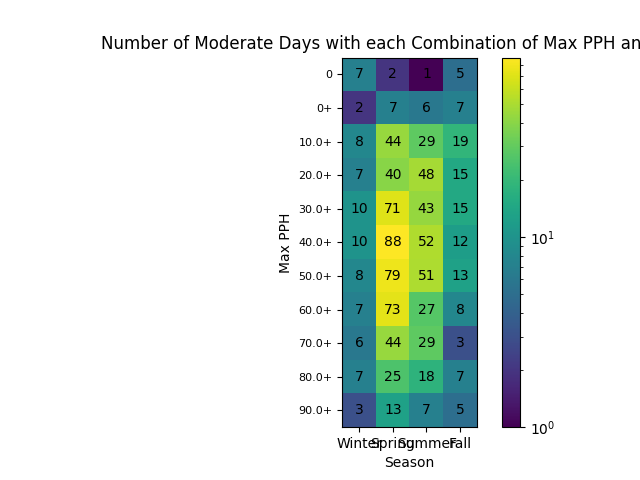 Number of Moderate Days with each Combination of Max PPH an
0 7 2 1 5
0+ 2 7 6 7
10.0+ 8 44 29 19
20.0+ 7 40 48 15
30.0+ 10 71 43 15
40.0+ 10 88 52 12
50.0+ 8 79 51 13
60.0+ 7 73 27 8
70.0+ 6 44 29 3
80.0+ 7 25 18 7
90.0+ 3 13 7 5
Max PPH
Winter Spring Summer Fall
Season
10¹
10⁰